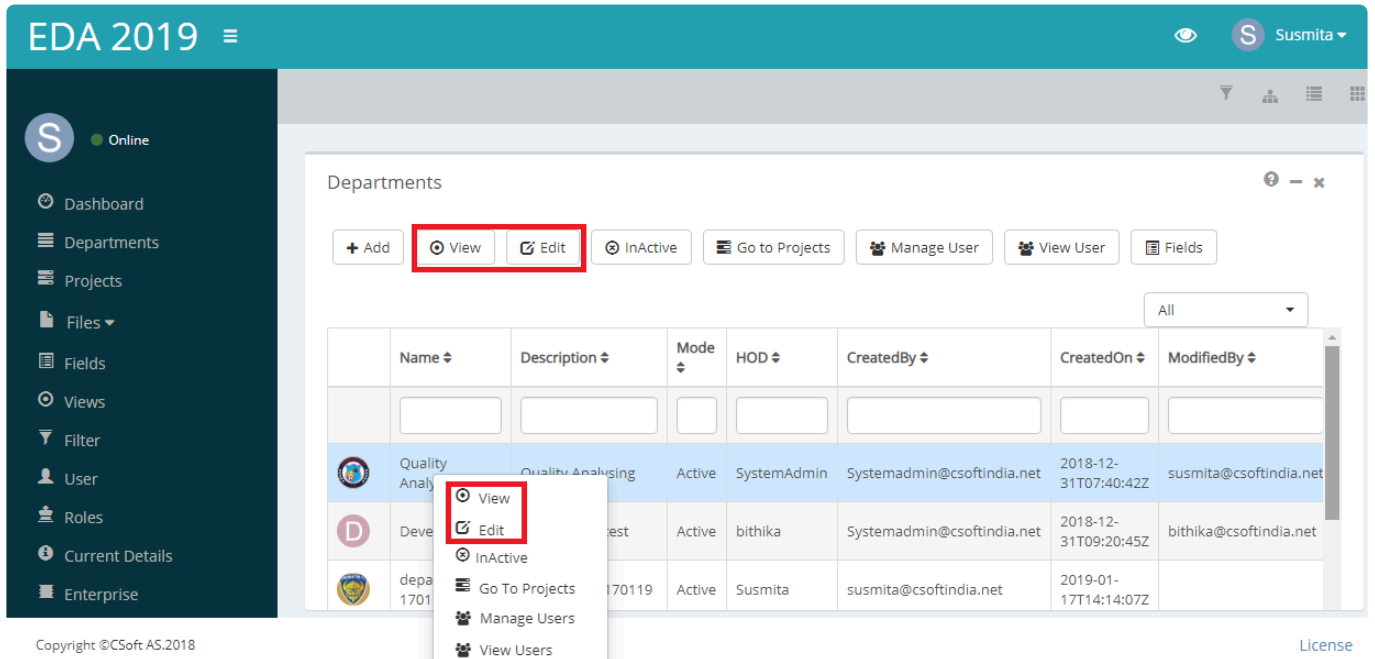 EDA 2019
S Susmita
S Online
Dashboard
Departments
Projects
Files
Fields
Views
Filter
User
Roles
Current Details
Enterprise
Departments
Add View Edit InActive Go to Projects Manage User View User Fields
All
Name Description Mode HOD CreatedBy CreatedOn ModifiedBy
Quality
Analy
Quality Analysing Active SystemAdmin Systemadmin@csoftindia.net
2018-12-
31T07:40:42Z
susmita@csoftindia.net
D Deve
Active bithika Systemadmin@csoftindia.net
2018-12-
31T09:20:45Z
bithika@csoftindia.net
depa
1701
170119 Active Susmita susmita@csoftindia.net
2019-01-
17T14:14:07Z
View
Edit
InActive
Go To Projects
Manage Users
View Users
Copyright ©CSoft AS.2018
License